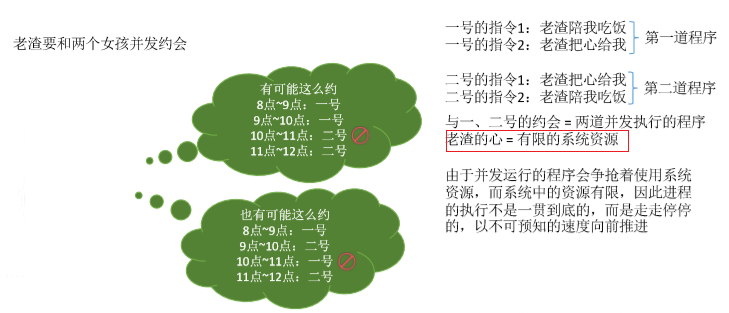 老渣要和两个女孩并发约会
有可能这么约
8点~9点：一号
9点~10点：一号
10点~11点：二号
11点~12点：二号
也有可能这么约
8点~9点：一号
9点~10点：二号
10点~11点：一号
11点~12点：二号
一号的指令1：老渣陪我吃饭
一号的指令2：老渣把心给我
第一道程序
二号的指令1：老渣把心给我
二号的指令2：老渣陪我吃饭
第二道程序
与一、二号的约会 = 两道并发执行的程序
老渣的心 = 有限的系统资源
由于并发运行的程序会争抢着使用系统
资源，而系统中的资源有限，因此进程
的执行不是一贯到底的，而是走走停停
的，以不可预知的速度向前推进